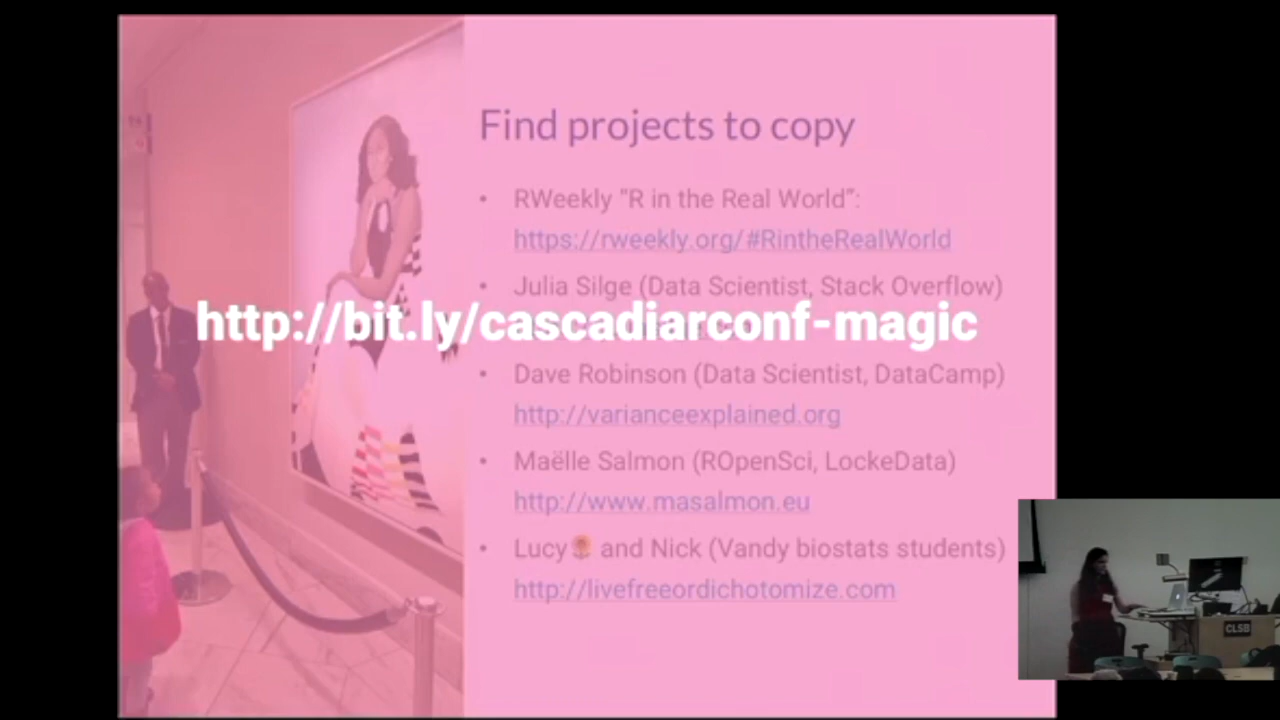 Find projects to copy
• RWeekly "R in the Real World”:
https://rweekly.org/#RintheRealWorld
• Julia Silge (Data Scientist, Stack Overflow)
http://bit.ly/cascadiarconf-magic
• Dave Robinson (Data Scientist, DataCamp)
http://varianceexplained.org
• Maëlle Salmon (ROpenSci, LockeData)
http://www.masalmon.eu
• Lucy🌻 and Nick (Vandy biostats students)
http://livefreeordichotomize.com
CLSB